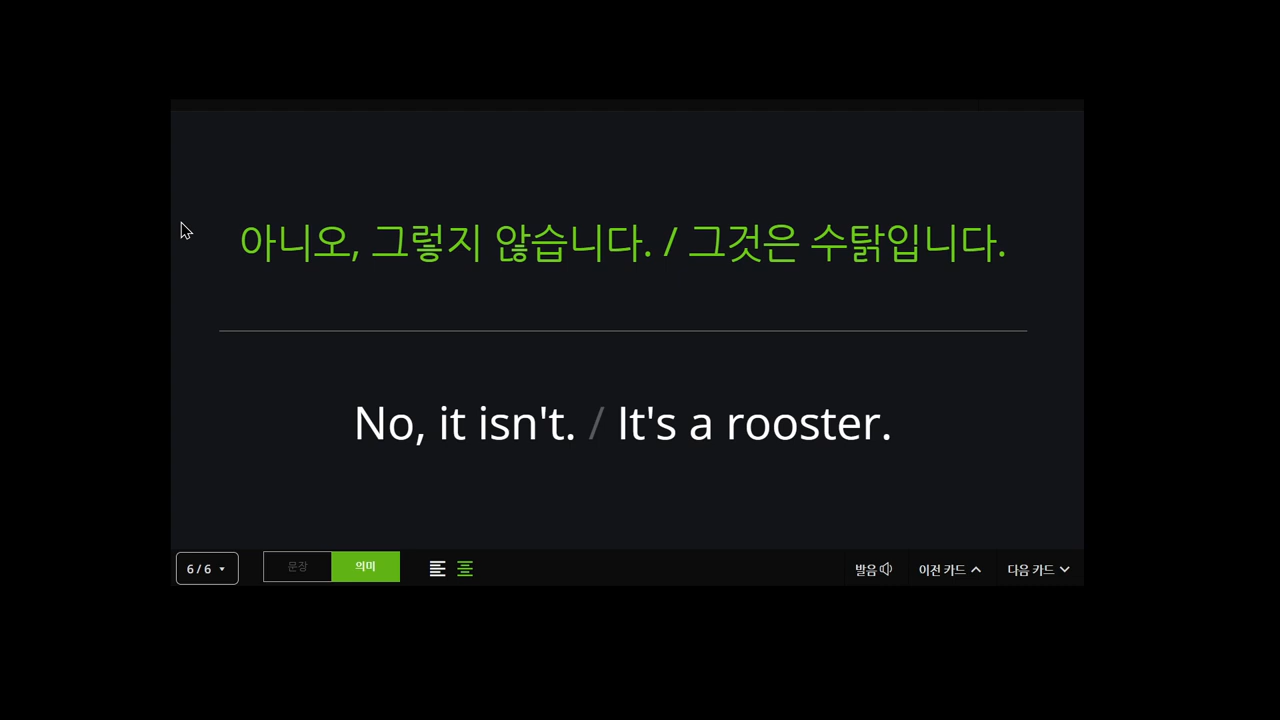 아니오, 그렇지 않습니다. / 그것은 수탉입니다.
No, it isn't. / It's a rooster.
6 / 6 문장 의미 발음 이전 카드 다음 카드